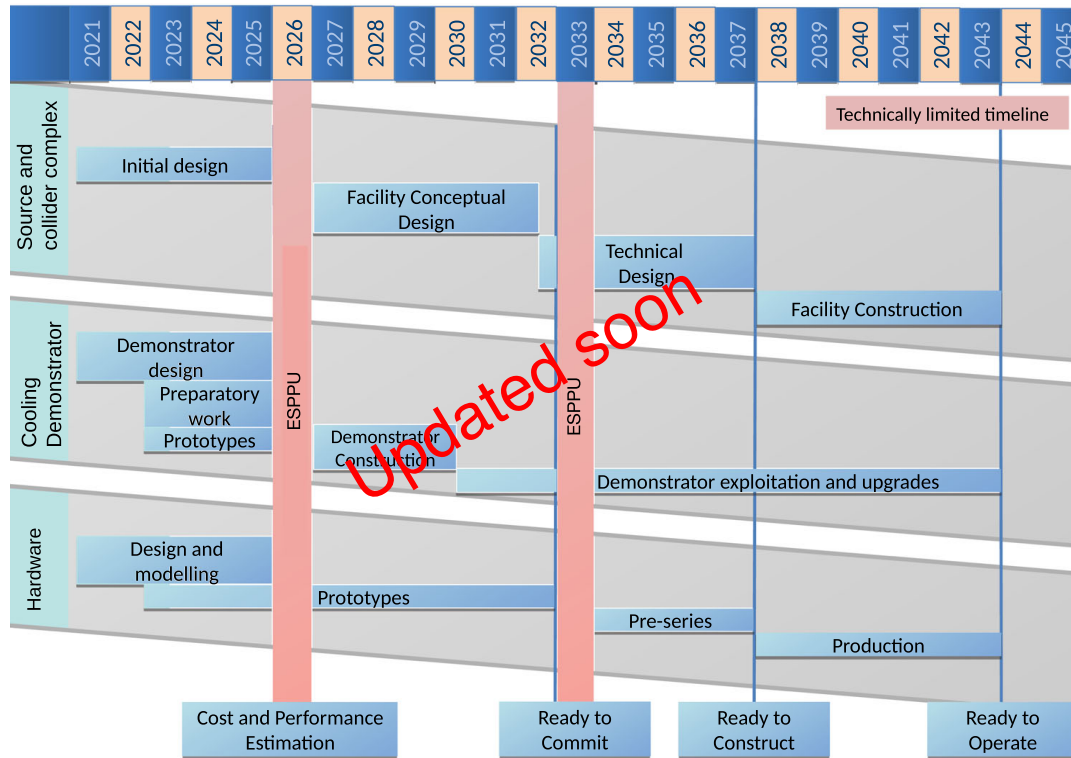 2021 2022 2023 2024 2025 2026 2027 2028 2029 2030 2031 2032 2033 2034 2035 2036 2037 2038 2039 2040 2041 2042 2043 2044 2045
Technically limited timeline
Source and
collider complex
Initial design
Facility Conceptual
Design
Technical
Design
Facility Construction
Cooling
Demonstrator
Demonstrator
design
Preparatory
work
Prototypes
ESPPU
Demonstrator
Construction
ESPPU
Demonstrator exploitation and upgrades
Updated soon
Hardware
Design and
modelling
Prototypes
Pre-series
Production
Cost and Performance
Estimation
Ready to
Commit
Ready to
Construct
Ready to
Operate